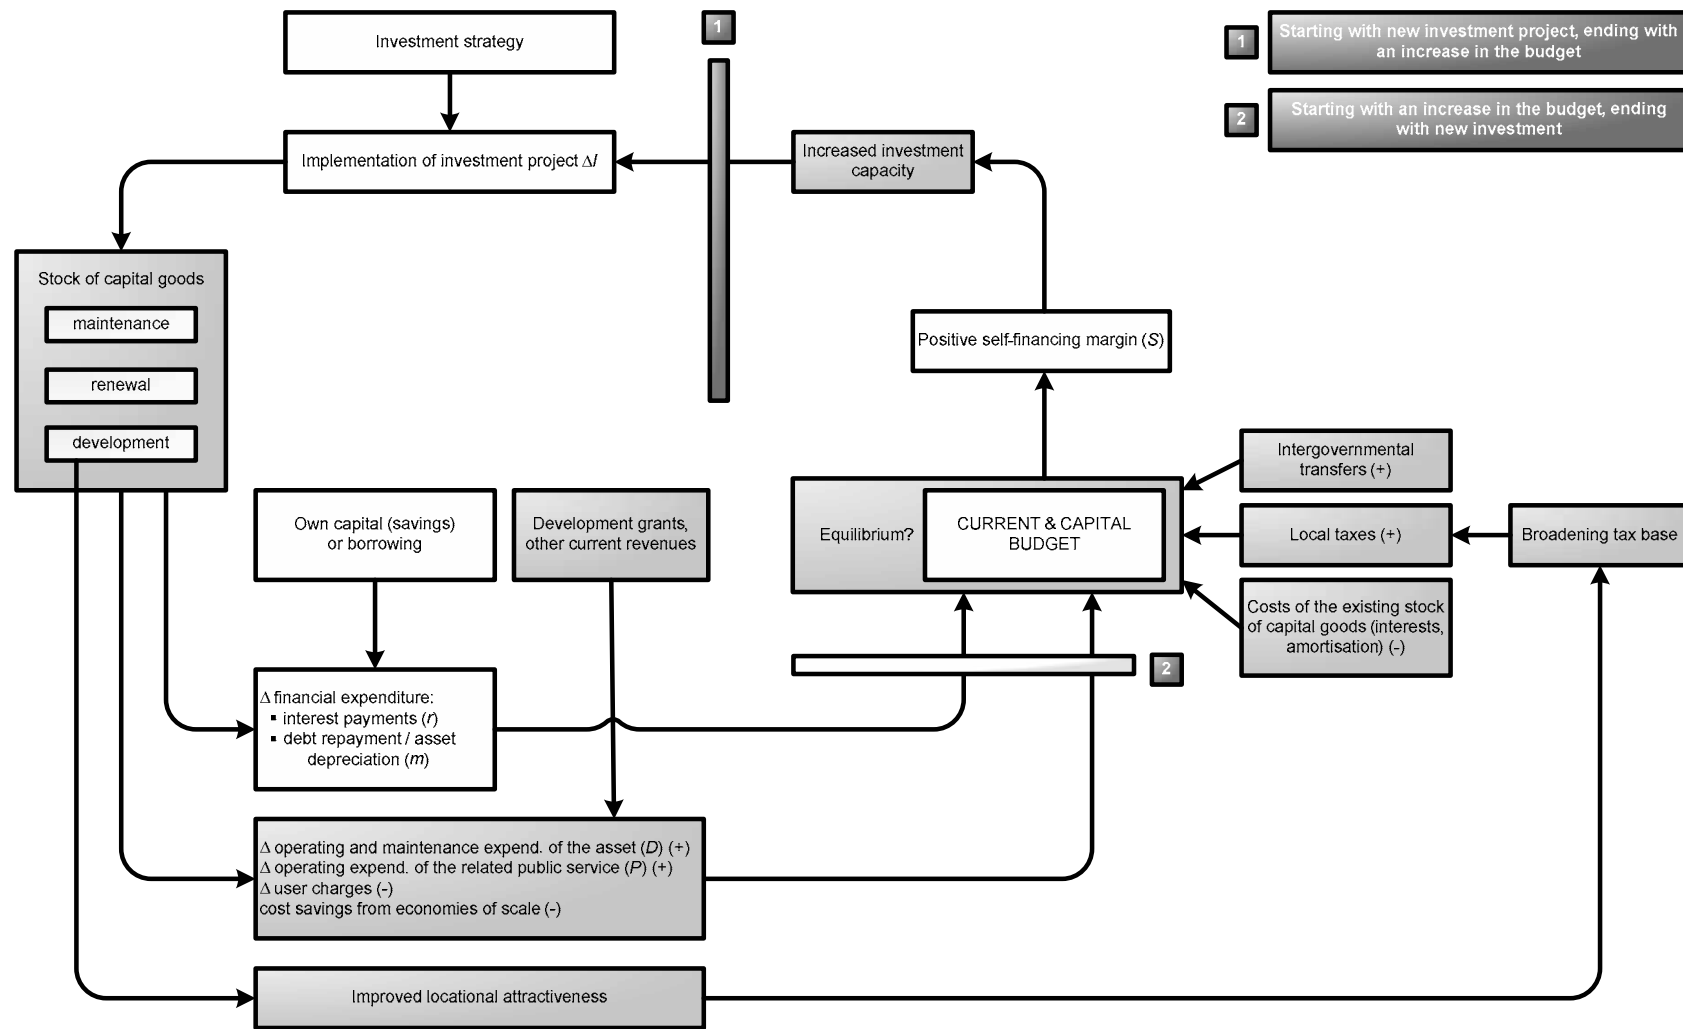 Investment strategy
1
1
Starting with new investment project, ending with
an increase in the budget
2
Starting with an increase in the budget, ending
with new investment
Implementation of investment project ΔI
Increased investment
capacity
Stock of capital goods
maintenance
renewal
development
Positive self-financing margin (S)
Own capital (savings)
or borrowing
Development grants,
other current revenues
Equilibrium?
CURRENT & CAPITAL
BUDGET
Intergovernmental
transfers (+)
Local taxes (+)
Broadening tax base
Costs of the existing stock
of capital goods (interests,
amortisation) (-)
2
Δ financial expenditure:
▪ interest payments (r)
▪ debt repayment / asset
depreciation (m)
Δ operating and maintenance expend. of the asset (D) (+)
Δ operating expend. of the related public service (P) (+)
Δ user charges (-)
cost savings from economies of scale (-)
Improved locational attractiveness